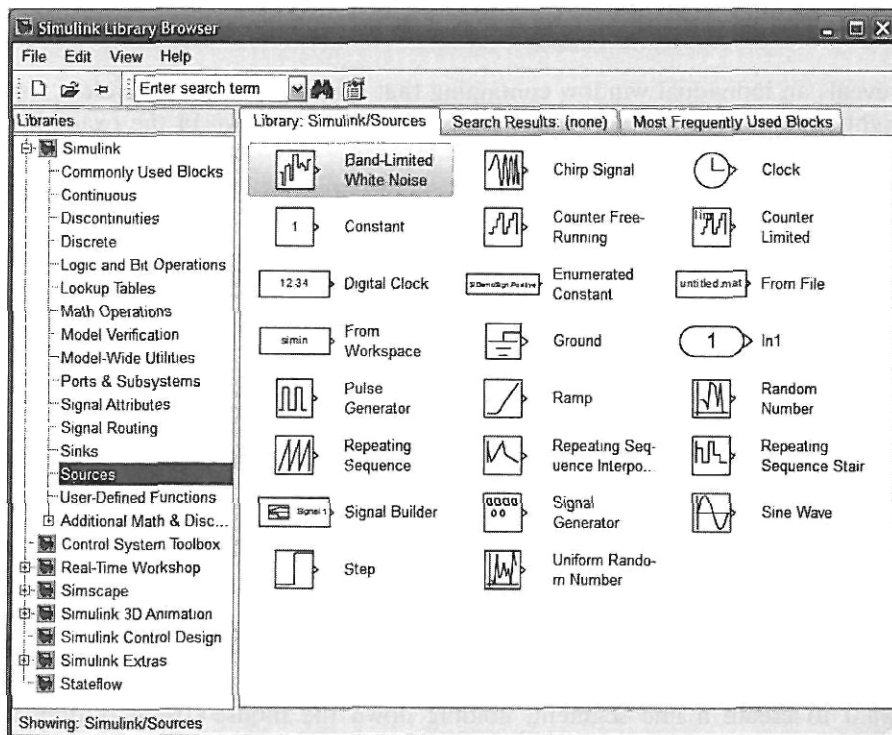 Simulink Library Browser
File Edit View Help
Enter search term
Libraries
Library: Simulink/Sources
Search Results: (none)
Most Frequently Used Blocks
Simulink
Commonly Used Blocks
Continuous
Discontinuities
Discrete
Logic and Bit Operations
Lookup Tables
Math Operations
Model Verification
Model-Wide Utilities
Ports & Subsystems
Signal Attributes
Signal Routing
Sinks
Sources
User-Defined Functions
Additional Math & Disc...
Control System Toolbox
Real-Time Workshop
Simscape
Simulink 3D Animation
Simulink Control Design
Simulink Extras
Stateflow
Band-Limited
White Noise
Chirp Signal
Clock
1
Constant
Counter Free-
Running
Counter
Limited
12:34
Digital Clock
Enumerated
Constant
untitled.mat
From File
simin
From
Workspace
Ground
1
In1
Pulse
Generator
Ramp
Random
Number
Repeating
Sequence
Repeating Seq-
uence Interpo...
Repeating
Sequence Stair
Signal 1
Signal Builder
Signal
Generator
Sine Wave
Step
Uniform Rando-
m Number
Showing: Simulink/Sources